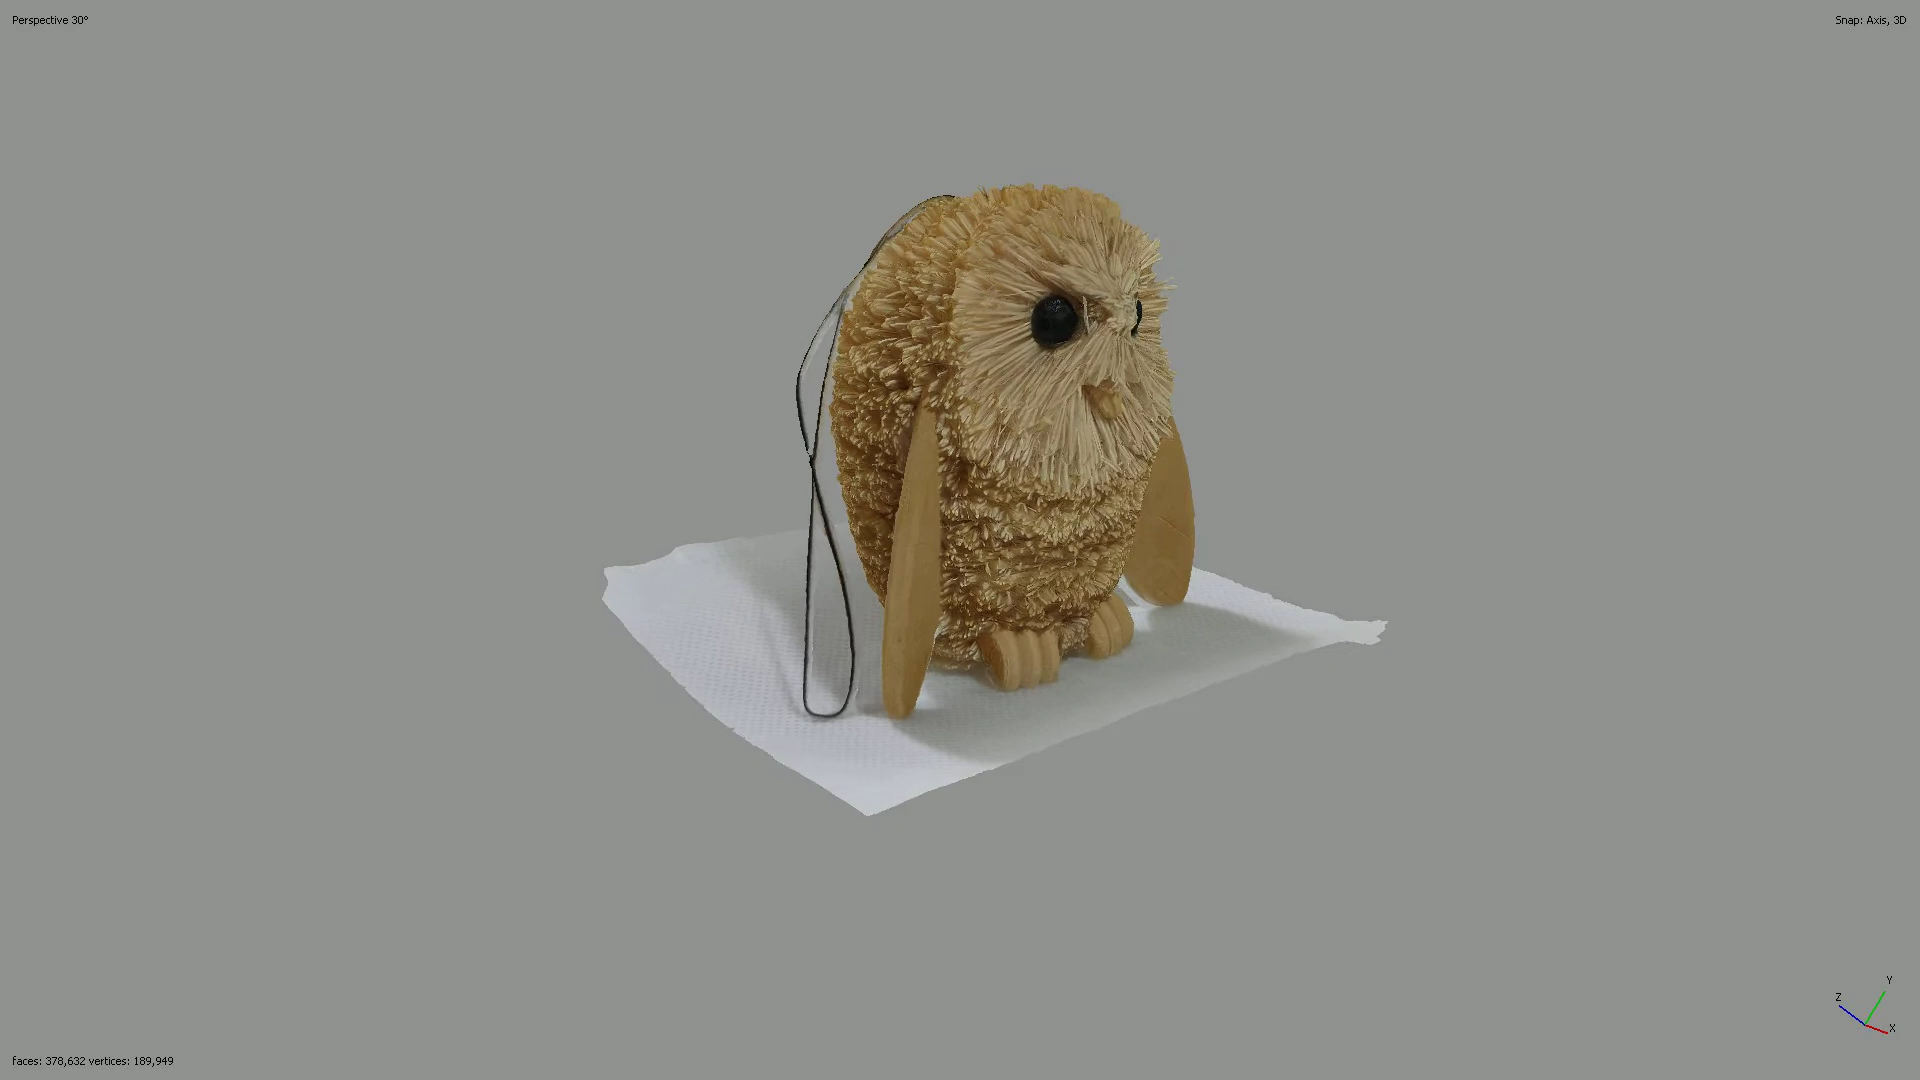 Perspective 30°
Snap: Axis, 3D
Y
Z
X
faces: 378,632 vertices: 189,949